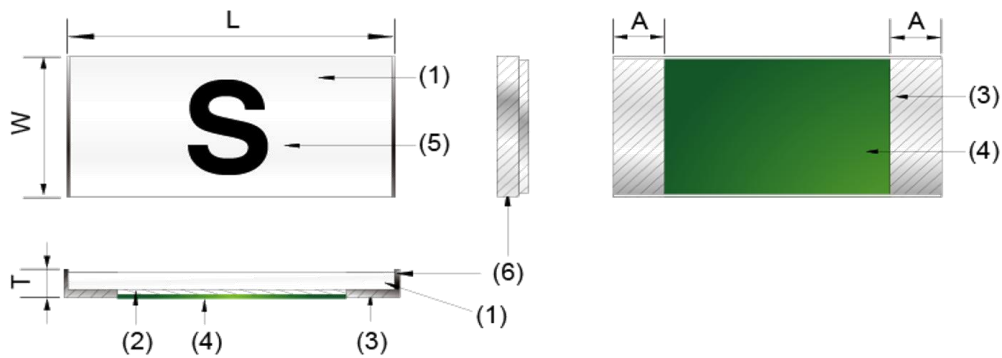 L
A A
(1)
W
S
(5)
(3)
(4)
T
(6)
(1)
(2) (4) (3)